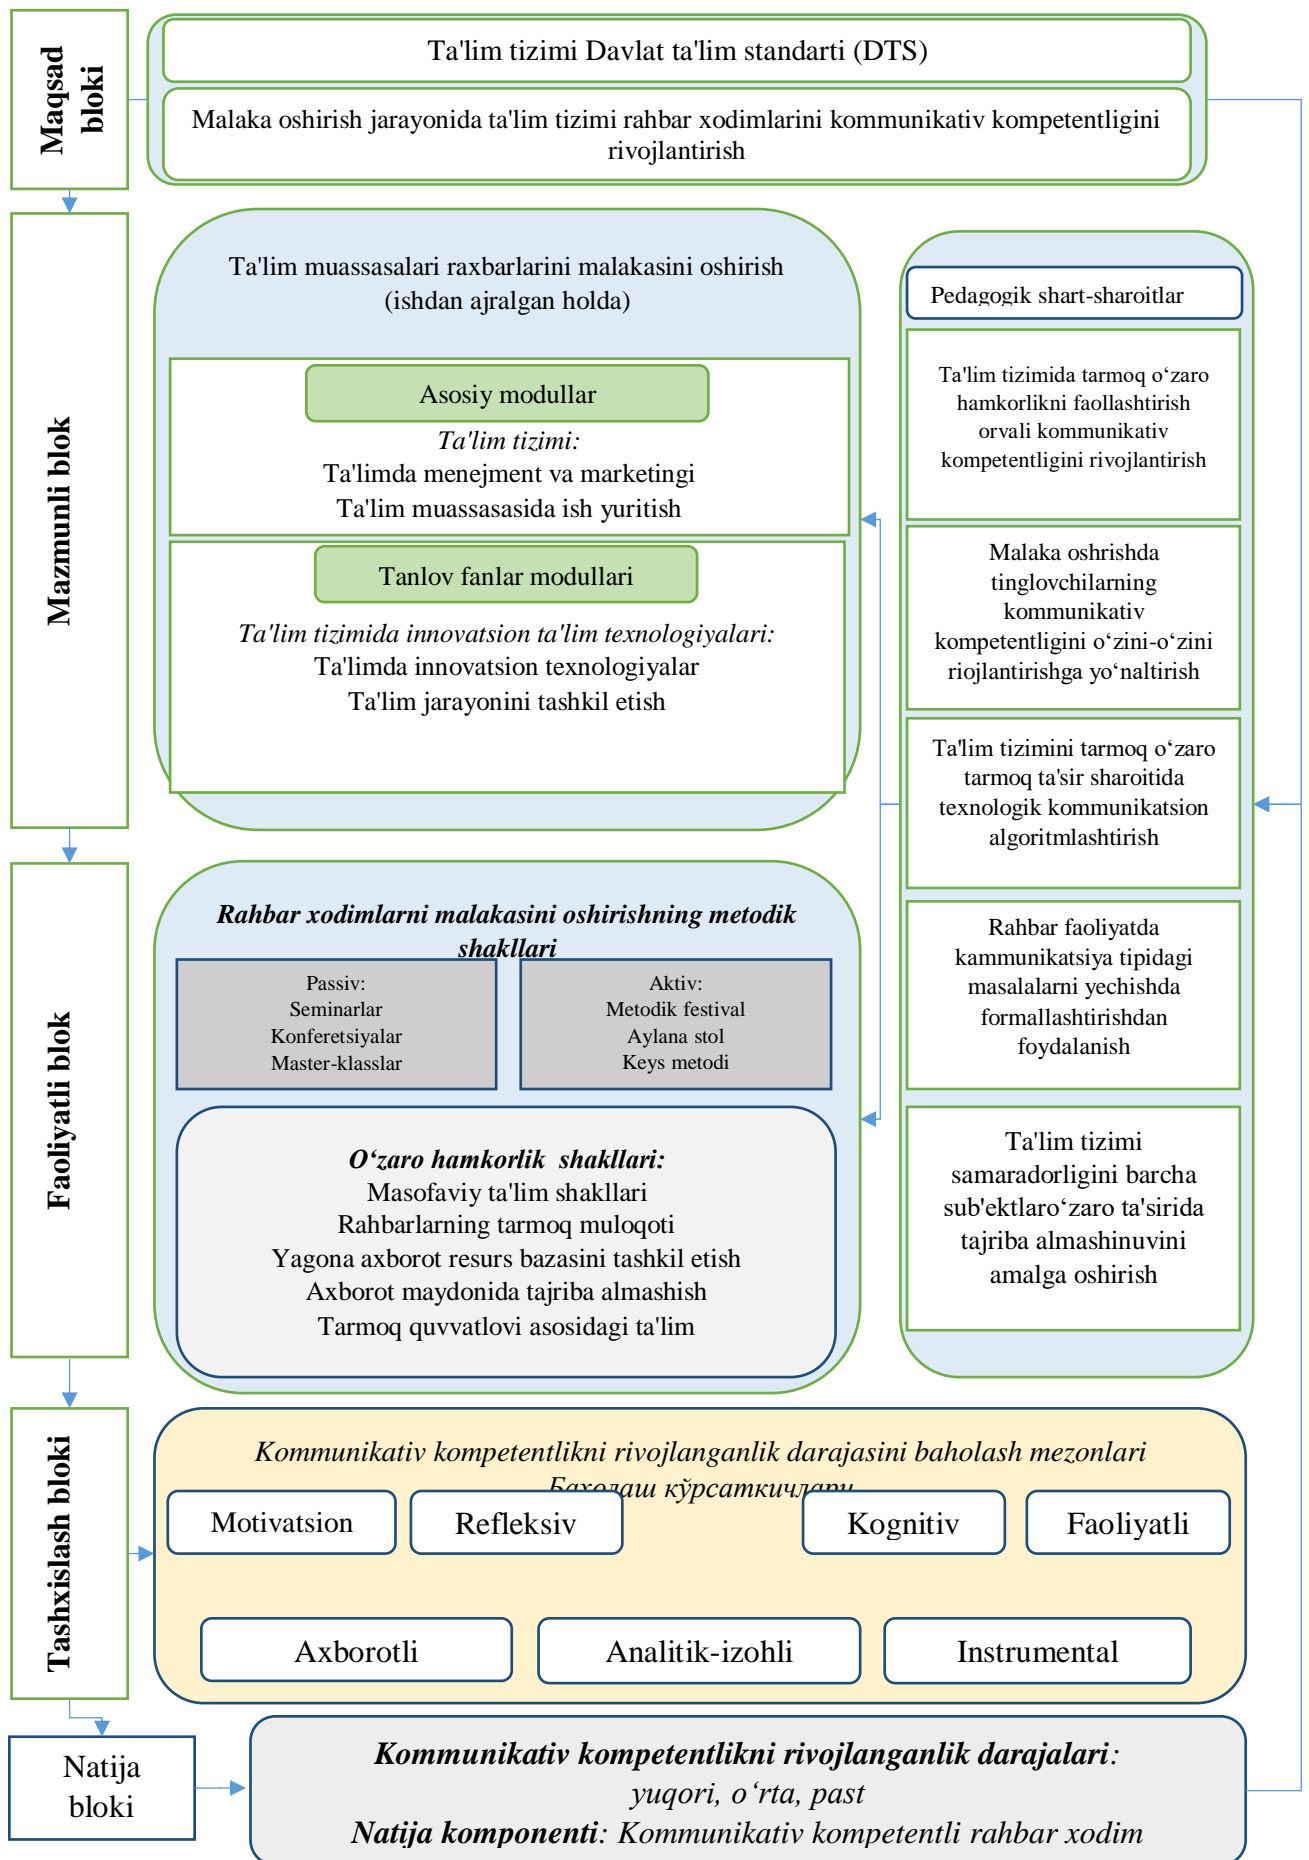 Maqsad
bloki
Ta'lim tizimi Davlat ta'lim standarti (DTS)
Malaka oshirish jarayonida ta'lim tizimi rahbar xodimlarini kommunikativ kompetentligini
rivojlantirish
Mazmunli blok
Ta'lim muassasalari raxbarlarini malakasini oshirish
(ishdan ajralgan holda)
Asosiy modullar
Ta'lim tizimi:
Ta'limda menejment va marketingi
Ta'lim muassasasida ish yuritish
Tanlov fanlar modullari
Ta'lim tizimida innovatsion ta'lim texnologiyalari:
Ta'limda innovatsion texnologiyalar
Ta'lim jarayonini tashkil etish
Pedagogik shart-sharoitlar
Ta'lim tizimida tarmoq o‘zaro
hamkorlikni faollashtirish
orvali kommunikativ
kompetentligini rivojlantirish
Malaka oshrishda
tinglovchilarning
kommunikativ
kompetentligini o‘zini-o‘zini
riojlantirishga yo‘naltirish
Ta'lim tizimini tarmoq o‘zaro
tarmoq ta'sir sharoitida
texnologik kommunikatsion
algoritmlashtirish
Rahbar faoliyatda
kammunikatsiya tipidagi
masalalarni yechishda
formallashtirishdan
foydalanish
Ta'lim tizimi
samaradorligini barcha
sub'ektlaro‘zaro ta'sirida
tajriba almashinuvini
amalga oshirish
Faoliyatli blok
Rahbar xodimlarni malakasini oshirishning metodik
shakllari
Passiv:
Seminarlar
Konferetsiyalar
Master-klasslar
Aktiv:
Metodik festival
Aylana stol
Keys metodi
O‘zaro hamkorlik shakllari:
Masofaviy ta'lim shakllari
Rahbarlarning tarmoq muloqoti
Yagona axborot resurs bazasini tashkil etish
Axborot maydonida tajriba almashish
Tarmoq quvvatlovi asosidagi ta'lim
Tashxislash bloki
Kommunikativ kompetentlikni rivojlanganlik darajasini baholash mezonlari
Баҳолаш кўрсаткичлари
Motivatsion
Refleksiv
Kognitiv
Faoliyatli
Axborotli
Analitik-izohli
Instrumental
Natija
bloki
Kommunikativ kompetentlikni rivojlanganlik darajalari:
yuqori, o‘rta, past
Natija komponenti: Kommunikativ kompetentli rahbar xodim